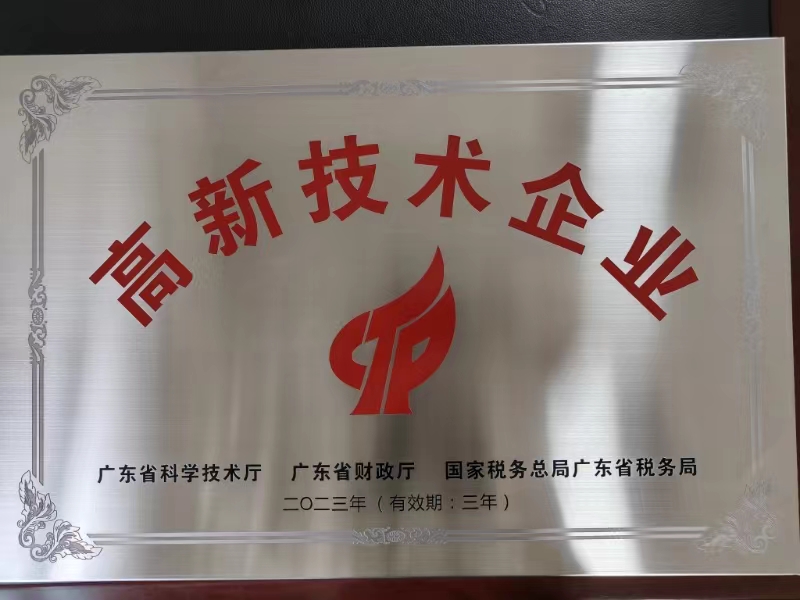 高新技术企业
广东省科学技术厅 广东省财政厅 国家税务总局广东省税务局
二〇二三年（有效期：三年）